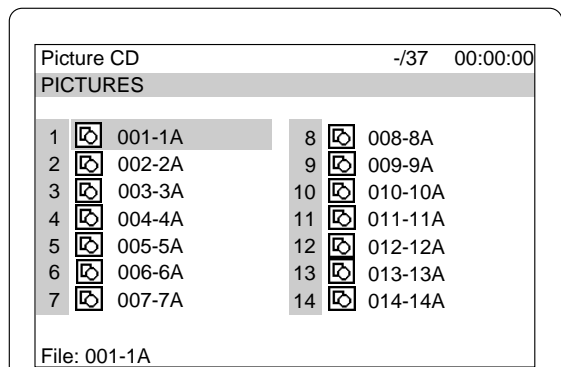 Picture CD -/37 00:00:00
PICTURES
1 001-1A
2 002-2A
3 003-3A
4 004-4A
5 005-5A
6 006-6A
7 007-7A
8 008-8A
9 009-9A
10 010-10A
11 011-11A
12 012-12A
13 013-13A
14 014-14A
File: 001-1A